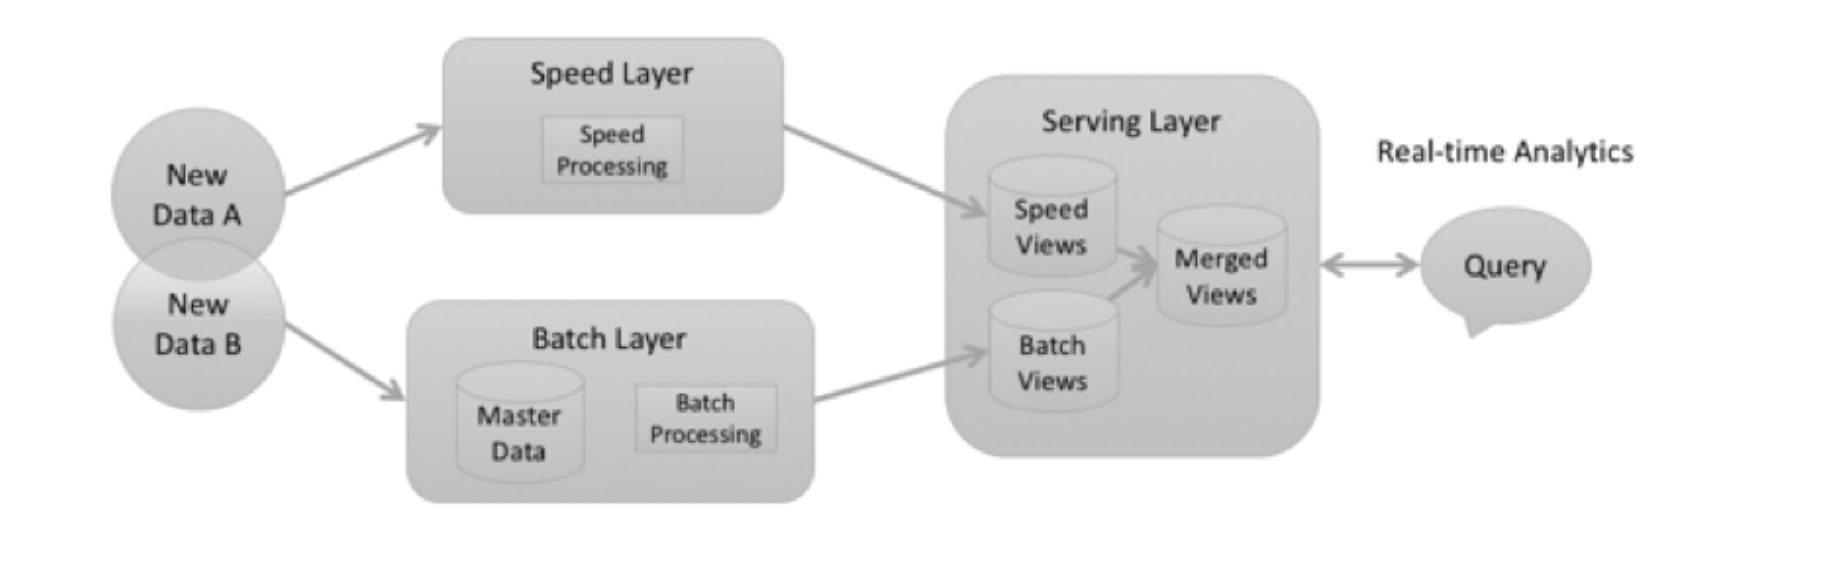 New
Data A
New
Data B
Speed Layer
Speed
Processing
Batch Layer
Master
Data
Batch
Processing
Serving Layer
Speed
Views
Batch
Views
Merged
Views
Real-time Analytics
Query